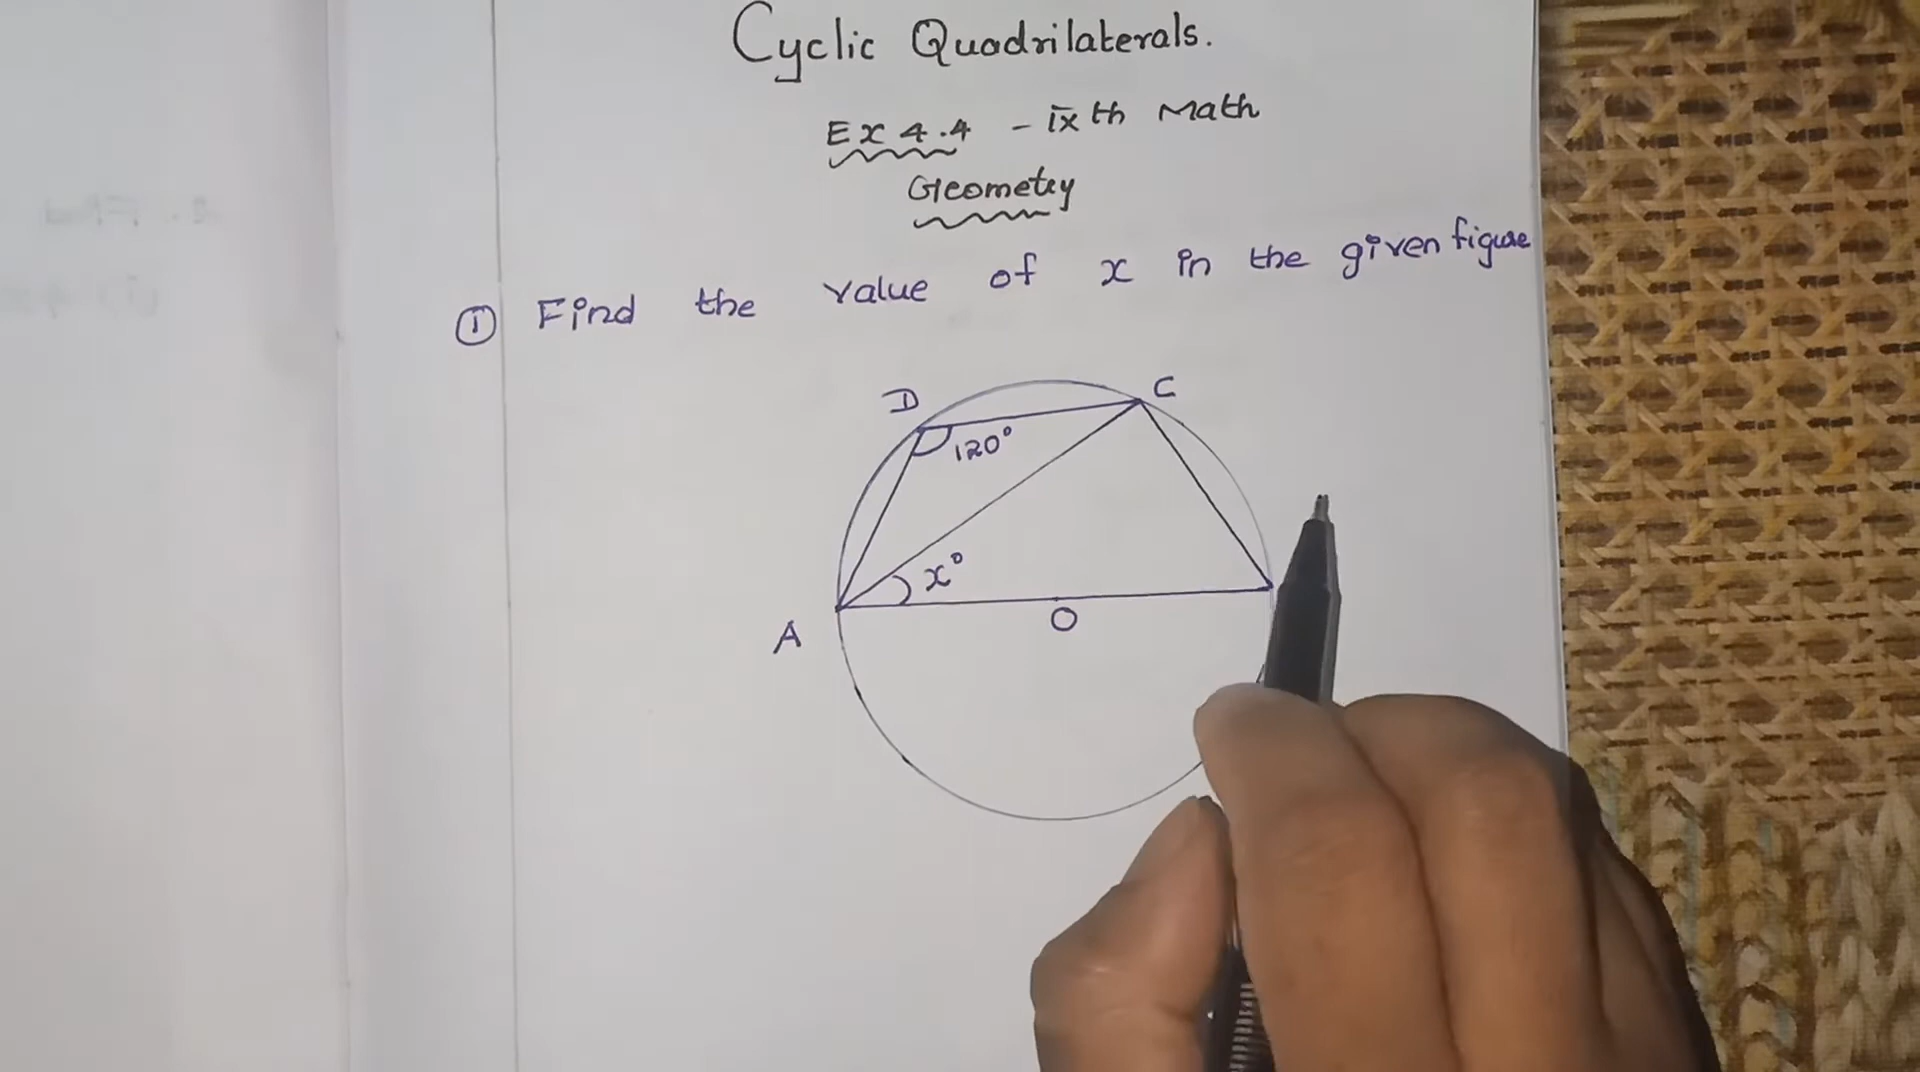 Cyclic Quadrilaterals.
Ex 4.4 - IX th Math
Geometry
① Find the value of x in the given figure
D C
120°
x°
O
A